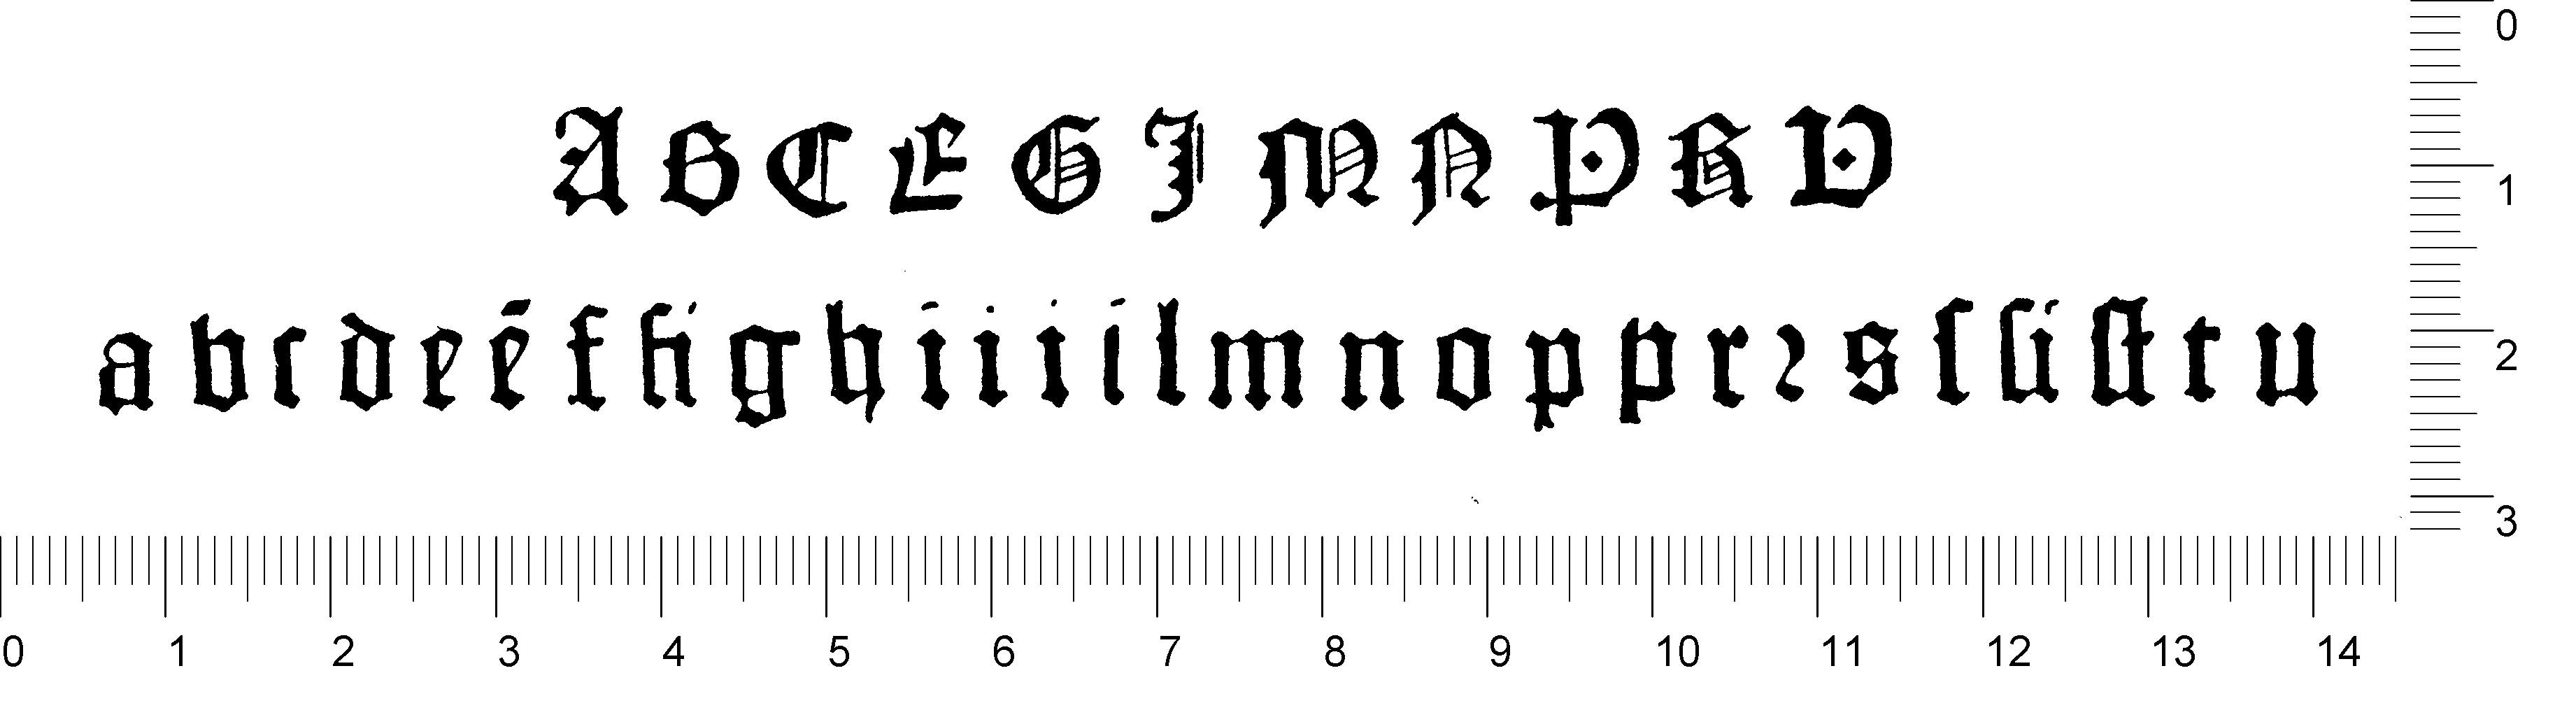 A B C E G I M N P R V
a b c d e ē f fi g h i i i i l m n o p p r ꝛ s ſ ſi ſt t u
0 1 2 3
0 1 2 3 4 5 6 7 8 9 10 11 12 13 14